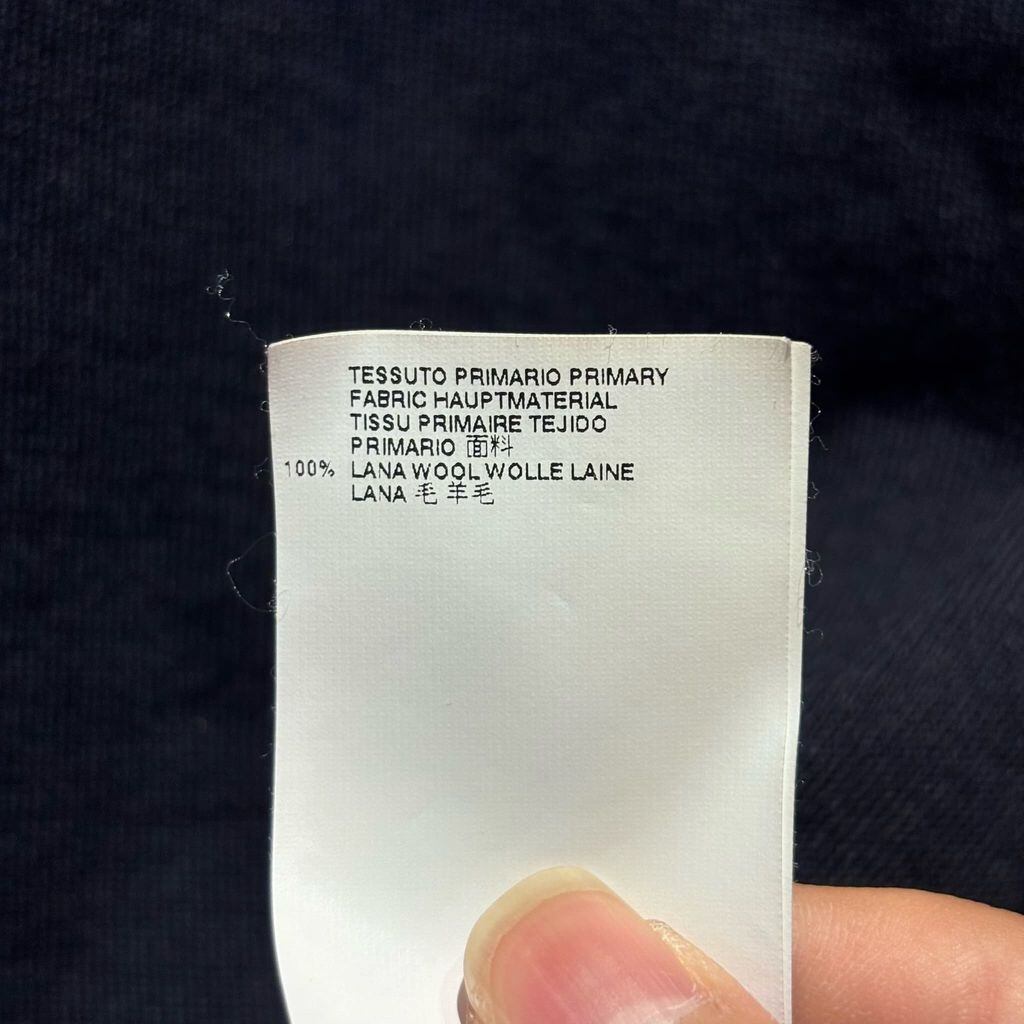 TESSUTO PRIMARIO PRIMARY
FABRIC HAUPTMATERIAL
TISSU PRIMAIRE TEJIDO
PRIMARIO 面料
100% LANA WOOL WOLLE LAINE
LANA 毛 羊毛